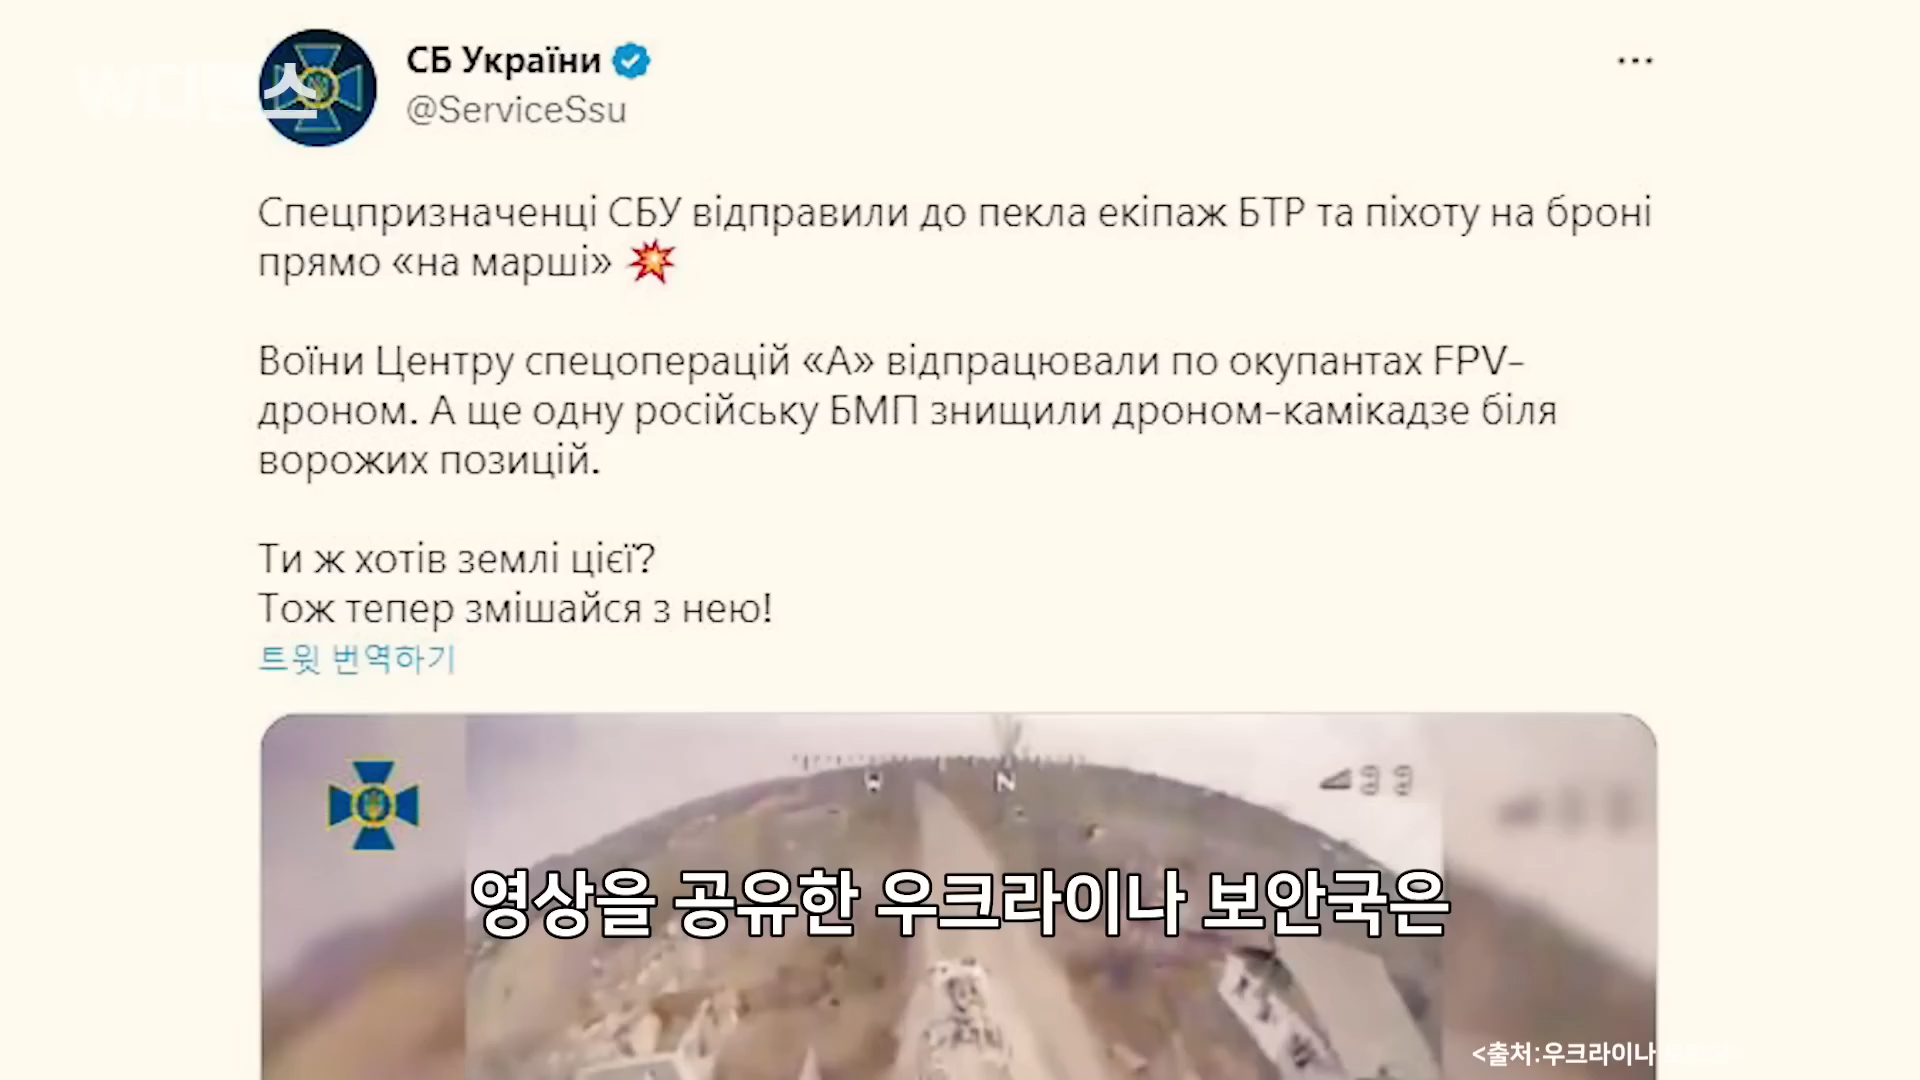 СБ України
@ServiceSsu
Спецпризначенці СБУ відправили до пекла екіпаж БТР та піхоту на броні
прямо «на марші» 💥
Воїни Центру спецоперацій «А» відпрацювали по окупантах FPV-
дроном. А ще одну російську БМП знищили дроном-камікадзе біля
ворожих позицій.
Ти ж хотів землі цієї?
Тож тепер змішайся з нею!
트윗 번역하기
W N
영상을 공유한 우크라이나 보안국은
<출처:우크라이나